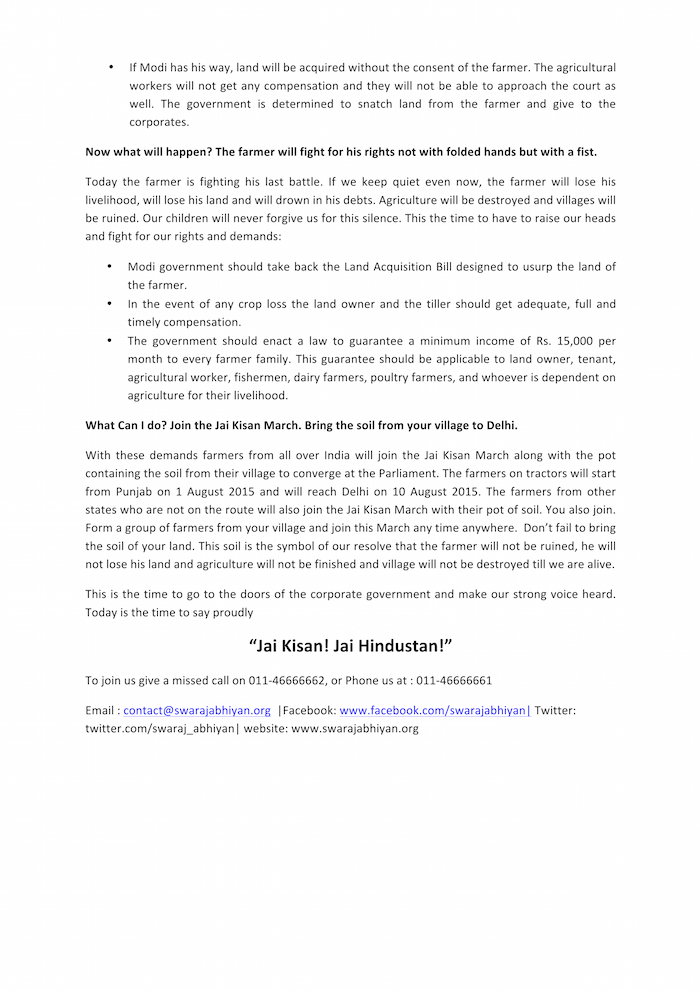 • If Modi has his way, land will be acquired without the consent of the farmer. The agricultural
workers will not get any compensation and they will not be able to approach the court as
well. The government is determined to snatch land from the farmer and give to the
corporates.
Now what will happen? The farmer will fight for his rights not with folded hands but with a fist.
Today the farmer is fighting his last battle. If we keep quiet even now, the farmer will lose his
livelihood, will lose his land and will drown in his debts. Agriculture will be destroyed and villages will
be ruined. Our children will never forgive us for this silence. This the time to have to raise our heads
and fight for our rights and demands:
• Modi government should take back the Land Acquisition Bill designed to usurp the land of
the farmer.
• In the event of any crop loss the land owner and the tiller should get adequate, full and
timely compensation.
• The government should enact a law to guarantee a minimum income of Rs. 15,000 per
month to every farmer family. This guarantee should be applicable to land owner, tenant,
agricultural worker, fishermen, dairy farmers, poultry farmers, and whoever is dependent on
agriculture for their livelihood.
What Can I do? Join the Jai Kisan March. Bring the soil from your village to Delhi.
With these demands farmers from all over India will join the Jai Kisan March along with the pot
containing the soil from their village to converge at the Parliament. The farmers on tractors will start
from Punjab on 1 August 2015 and will reach Delhi on 10 August 2015. The farmers from other
states who are not on the route will also join the Jai Kisan March with their pot of soil. You also join.
Form a group of farmers from your village and join this March any time anywhere. Don't fail to bring
the soil of your land. This soil is the symbol of our resolve that the farmer will not be ruined, he will
not lose his land and agriculture will not be finished and village will not be destroyed till we are alive.
This is the time to go to the doors of the corporate government and make our strong voice heard.
Today is the time to say proudly
“Jai Kisan! Jai Hindustan!”
To join us give a missed call on 011-46666662, or Phone us at : 011-46666661
Email : contact@swarajabhiyan.org |Facebook: www.facebook.com/swarajabhiyan| Twitter:
twitter.com/swaraj_abhiyan| website: www.swarajabhiyan.org